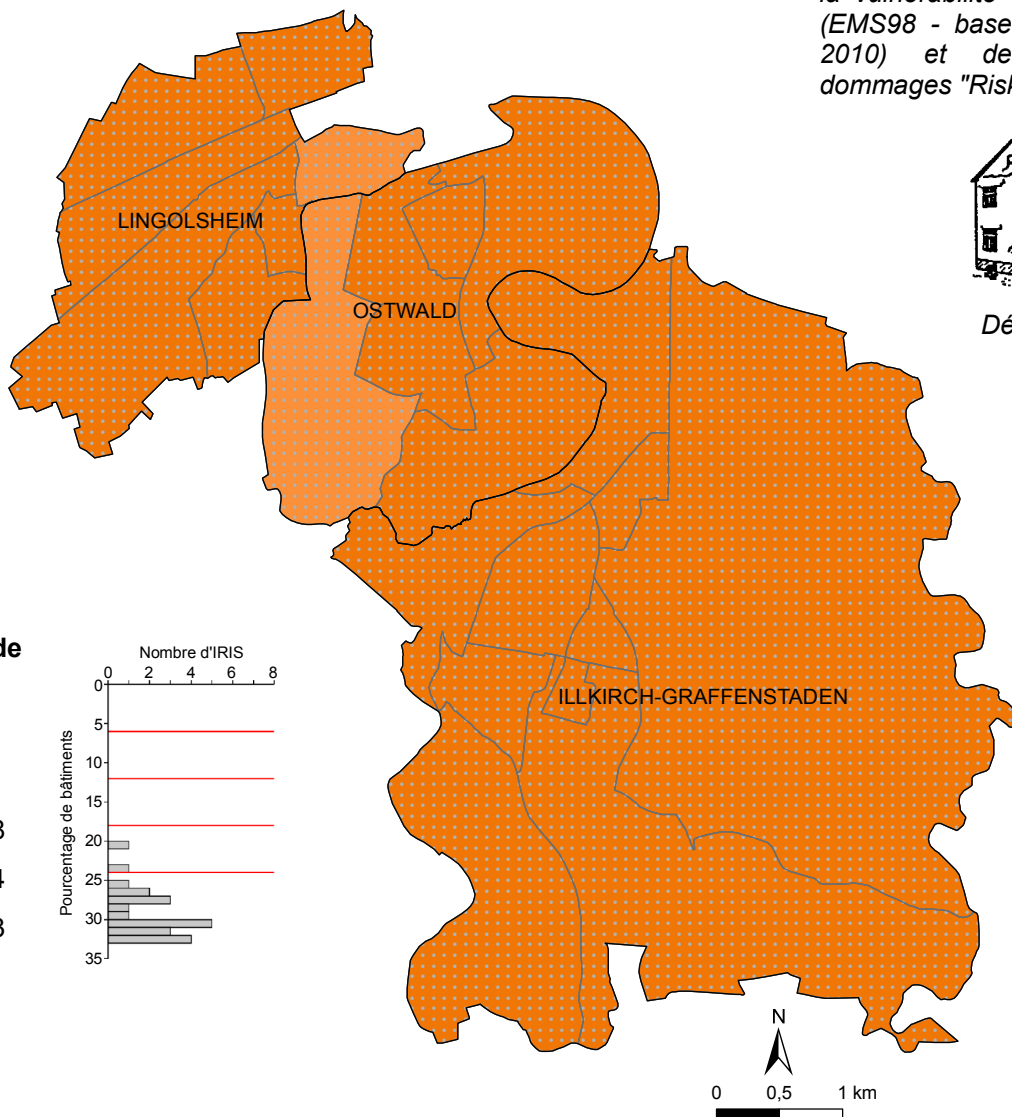 la vulnérabilité
(EMS98 - base
2010) et de
dommages "Risk
LINGOLSHEIM
OSTWALD
Dé
de
Nombre d'IRIS
0 2 4 6 8
0
5
10
15
20
25
30
35
Pourcentage de bâtiments
3
4
3
ILLKIRCH-GRAFFENSTADEN
N
0 0,5 1 km